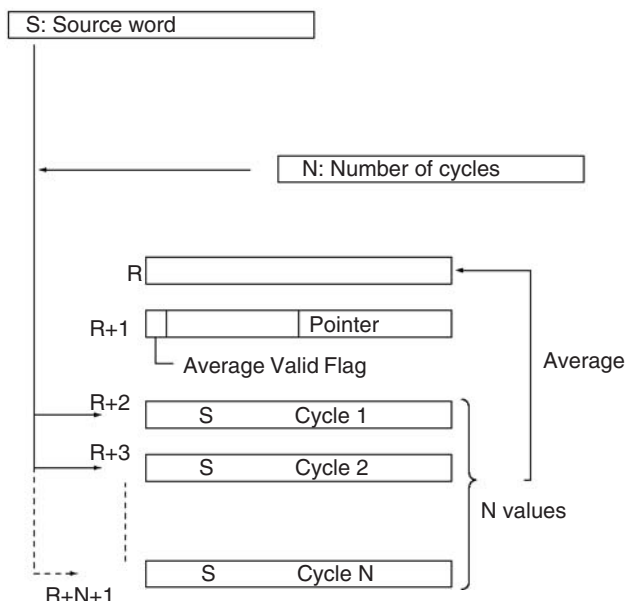 S: Source word
N: Number of cycles
R
R+1
Pointer
Average Valid Flag
Average
R+2
S Cycle 1
R+3
S Cycle 2
N values
S Cycle N
R+N+1